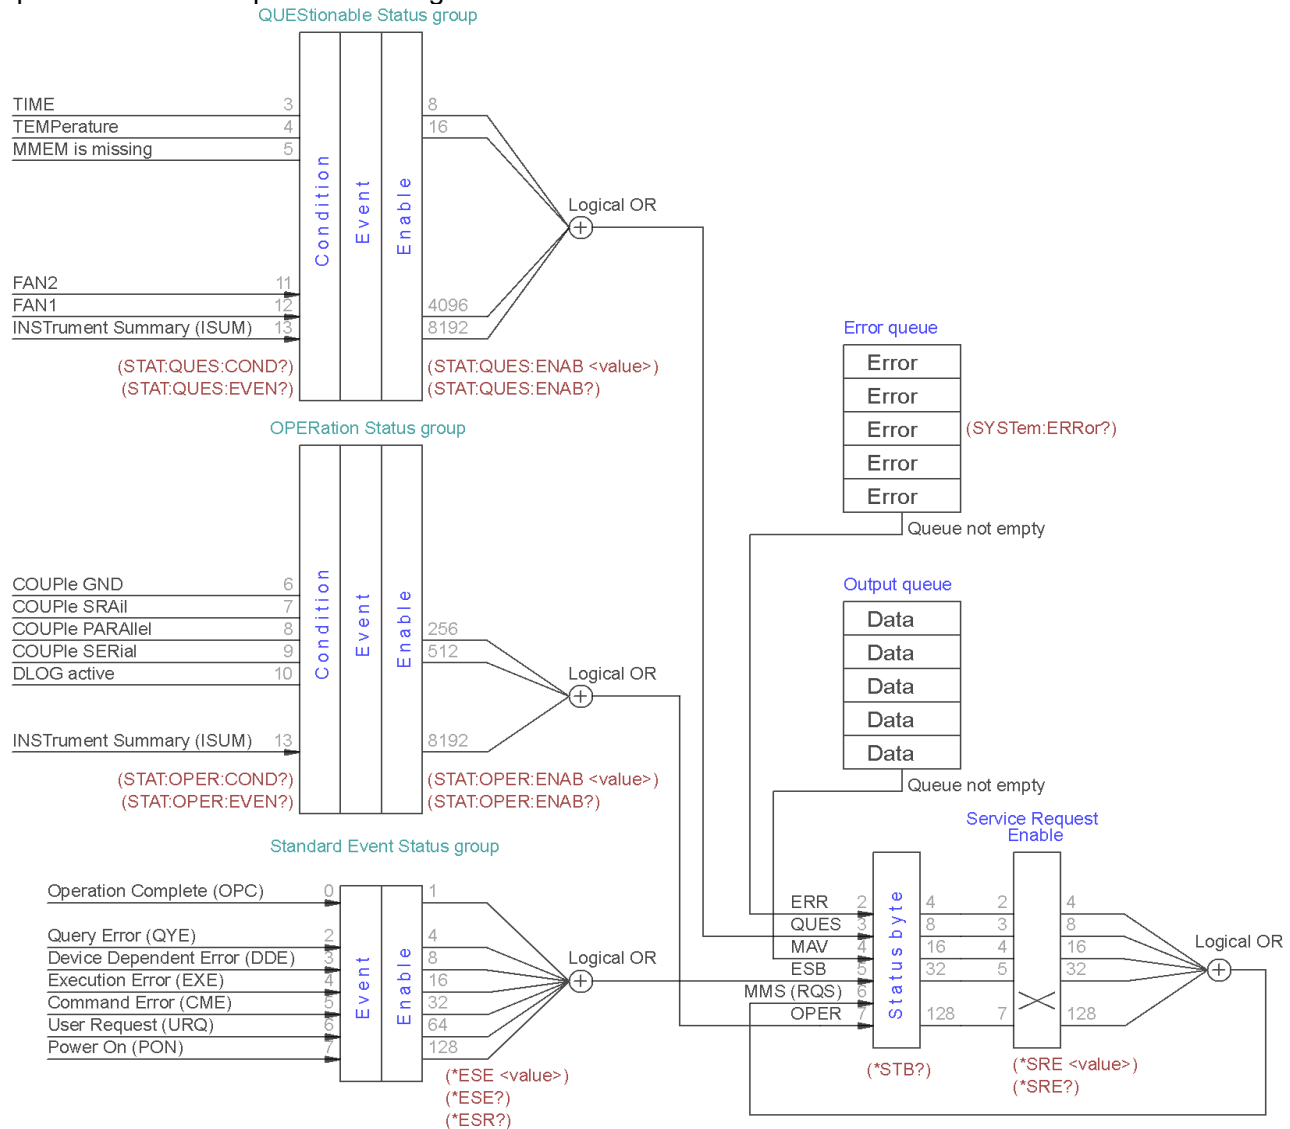 QUEStionable Status group
TIME 3 8
TEMPerature 4 16
MMEM is missing 5
Condition
Event
Enable
Logical OR
FAN2 11
FAN1 12 4096
INSTrument Summary (ISUM) 13 8192
(STAT:QUES:COND?) (STAT:QUES:ENAB <value>)
(STAT:QUES:EVEN?) (STAT:QUES:ENAB?)
Error queue
Error
Error
Error
Error
Error
(SYSTem:ERRor?)
Queue not empty
OPERation Status group
COUPle GND 6
COUPle SRAil 7
COUPle PARAllel 8 256
COUPle SERial 9 512
DLOG active 10
Condition
Event
Enable
Logical OR
INSTrument Summary (ISUM) 13 8192
(STAT:OPER:COND?) (STAT:OPER:ENAB <value>)
(STAT:OPER:EVEN?) (STAT:OPER:ENAB?)
Output queue
Data
Data
Data
Data
Data
Queue not empty
Standard Event Status group
Operation Complete (OPC) 0 1
Query Error (QYE) 2 4
Device Dependent Error (DDE) 3 8
Execution Error (EXE) 4 16
Command Error (CME) 5 32
User Request (URQ) 6 64
Power On (PON) 7 128
Event
Enable
Logical OR
(*ESE <value>)
(*ESE?)
(*ESR?)
Service Request
Enable
ERR 2 4 2 4
QUES 3 8 3 8
MAV 4 16 4 16
ESB 5 32 5 32
MMS (RQS) 6
OPER 7 128 7 128
Status byte
Logical OR
(*STB?)
(*SRE <value>)
(*SRE?)